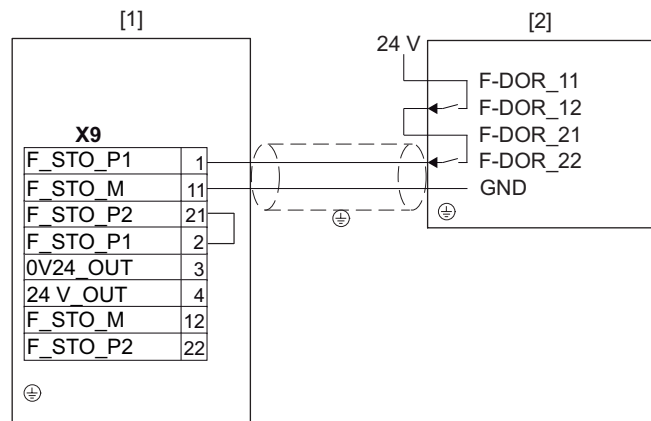 [1]
[2]
24 V
F-DOR_11
F-DOR_12
F-DOR_21
F-DOR_22
GND
X9
F_STO_P1 1
F_STO_M 11
F_STO_P2 21
F_STO_P1 2
0V24_OUT 3
24 V_OUT 4
F_STO_M 12
F_STO_P2 22